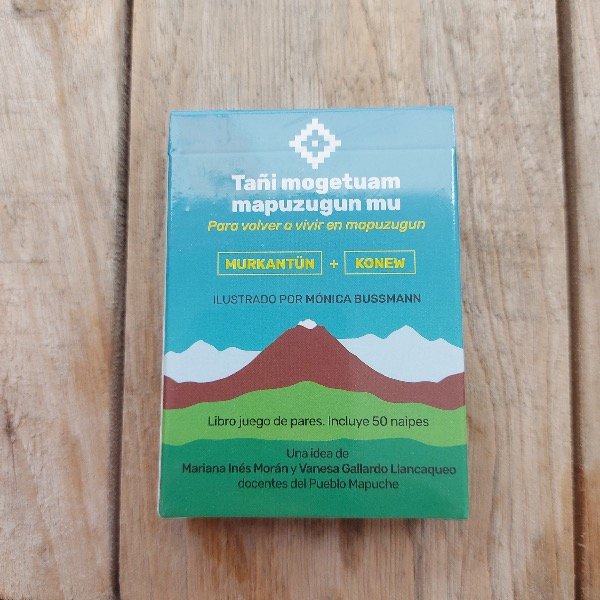 Tañi mogetuam
mapuzugun mu
Para volver a vivir en mapuzugun
MURKANTÜN + KONEW
ILUSTRADO POR MÓNICA BUSSMANN
Libro juego de pares. Incluye 50 naipes
Una idea de
Mariana Inés Morán y Vanesa Gallardo Llancaqueo
docentes del Pueblo Mapuche